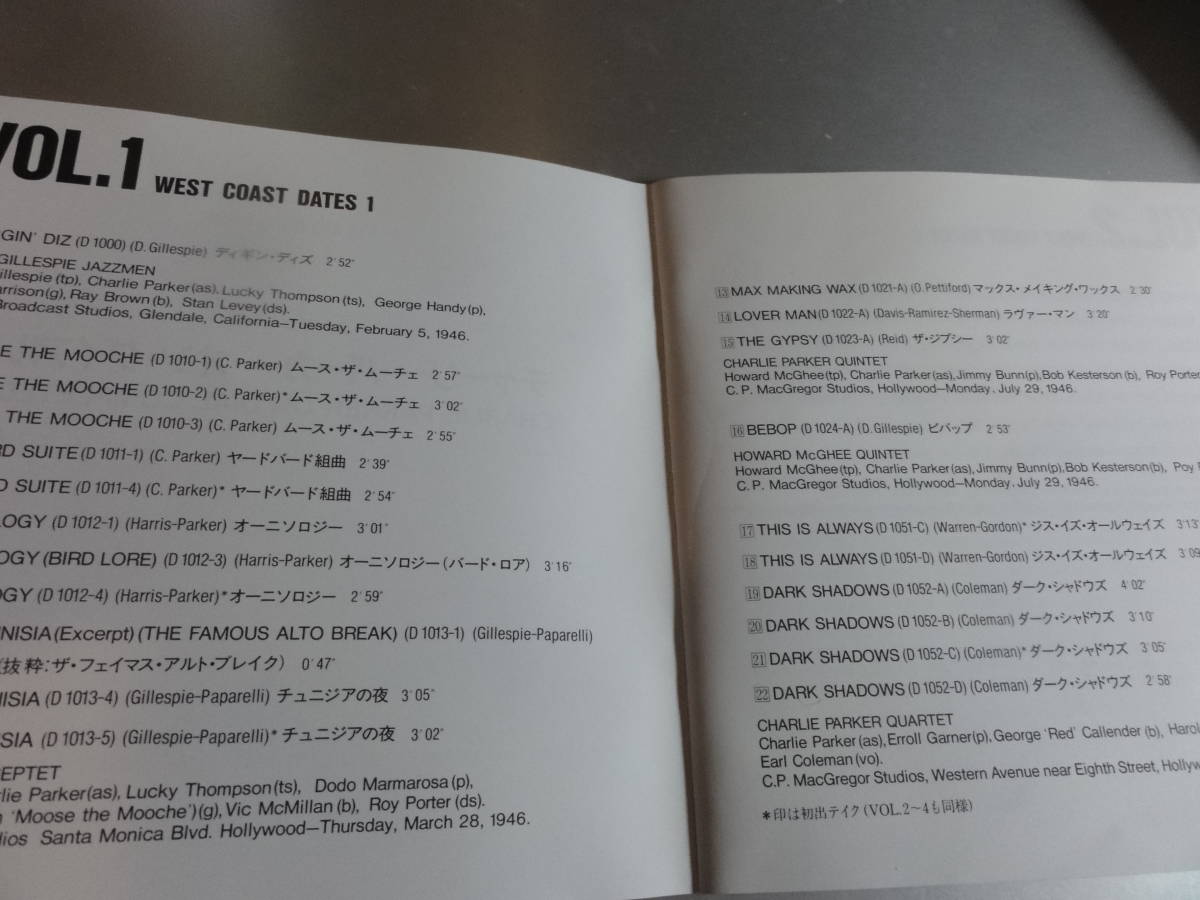 VOL.1 WEST COAST DATES 1
GIN' DIZ (D 1000) (D. Gillespie) ディギン・ディズ 2'52"
GILLESPIE JAZZMEN
illespie (tp), Charlie Parker(as), Lucky Thompson(ts), George Handy(p),
arrison(g), Ray Brown(b), Stan Levey(ds).
Broadcast Studios, Glendale, California—Tuesday, February 5, 1946.
E THE MOOCHE (D 1010-1) (C. Parker) ムース・ザ・ムーチェ 2'57"
E THE MOOCHE (D 1010-2) (C. Parker)*ムース・ザ・ムーチェ 3'02"
THE MOOCHE (D 1010-3) (C. Parker) ムース・ザ・ムーチェ 2'55"
RD SUITE (D 1011-1) (C. Parker) ヤードバード組曲 2'39"
D SUITE (D 1011-4) (C. Parker)* ヤードバード組曲 2'54"
LOGY (D 1012-1) (Harris-Parker) オーニソロジー 3'01"
OGY (BIRD LORE) (D 1012-3) (Harris-Parker) オーニソロジー(バード・ロア) 3'16"
OGY (D 1012-4) (Harris-Parker)*オーニソロジー 2'59"
NISIA (Excerpt) (THE FAMOUS ALTO BREAK) (D 1013-1) (Gillespie-Paparelli)
(抜粋:ザ・フェイマス・アルト・ブレイク) 0'47"
ISIA (D 1013-4) (Gillespie-Paparelli) チュニジアの夜 3'05"
SIA (D 1013-5) (Gillespie-Paparelli)* チュニジアの夜 3'02"
EPTET
lie Parker(as), Lucky Thompson(ts), Dodo Marmarosa (p),
n 'Moose the Mooche')(g), Vic McMillan (b), Roy Porter (ds).
dios Santa Monica Blvd. Hollywood—Thursday, March 28, 1946.
13 MAX MAKING WAX (D 1021-A) (O. Pettiford) マックス・メイキング・ワックス 2'30"
14 LOVER MAN (D 1022-A) (Davis-Ramirez-Sherman) ラヴァー・マン 3'20"
15 THE GYPSY (D 1023-A) (Reid) ザ・ジプシー 3'02"
CHARLIE PARKER QUINTET
Howard McGhee(tp), Charlie Parker(as), Jimmy Bunn(p), Bob Kesterson(b), Roy Porter
C. P. MacGregor Studios, Hollywood—Monday, July 29, 1946.
16 BEBOP (D 1024-A) (D. Gillespie) ビバップ 2'53"
HOWARD McGHEE QUINTET
Howard McGhee(tp), Charlie Parker(as), Jimmy Bunn(p), Bob Kesterson(b), Roy
C. P. MacGregor Studios, Hollywood—Monday, July 29, 1946.
17 THIS IS ALWAYS (D 1051-C) (Warren-Gordon)* ジス・イズ・オールウェイズ 3'13"
18 THIS IS ALWAYS (D 1051-D) (Warren-Gordon) ジス・イズ・オールウェイズ 3'09
19 DARK SHADOWS (D 1052-A) (Coleman) ダーク・シャドウズ 4'02"
20 DARK SHADOWS (D 1052-B) (Coleman) ダーク・シャドウズ 3'10"
21 DARK SHADOWS (D 1052-C) (Coleman)* ダーク・シャドウズ 3'05"
22 DARK SHADOWS (D 1052-D) (Coleman) ダーク・シャドウズ 2'58"
CHARLIE PARKER QUARTET
Charlie Parker(as), Erroll Garner(p), George 'Red' Callender (b), Harol
Earl Coleman (vo).
C.P. MacGregor Studios, Western Avenue near Eighth Street, Hollyw
*印は初出テイク(VOL.2〜4も同様)